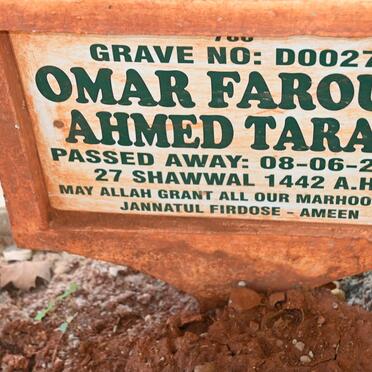 786
GRAVE NO: D0027
OMAR FAROU
AHMED TARA
PASSED AWAY: 08-06-2
27 SHAWWAL 1442 A.H
MAY ALLAH GRANT ALL OUR MARHOO
JANNATUL FIRDOSE - AMEEN